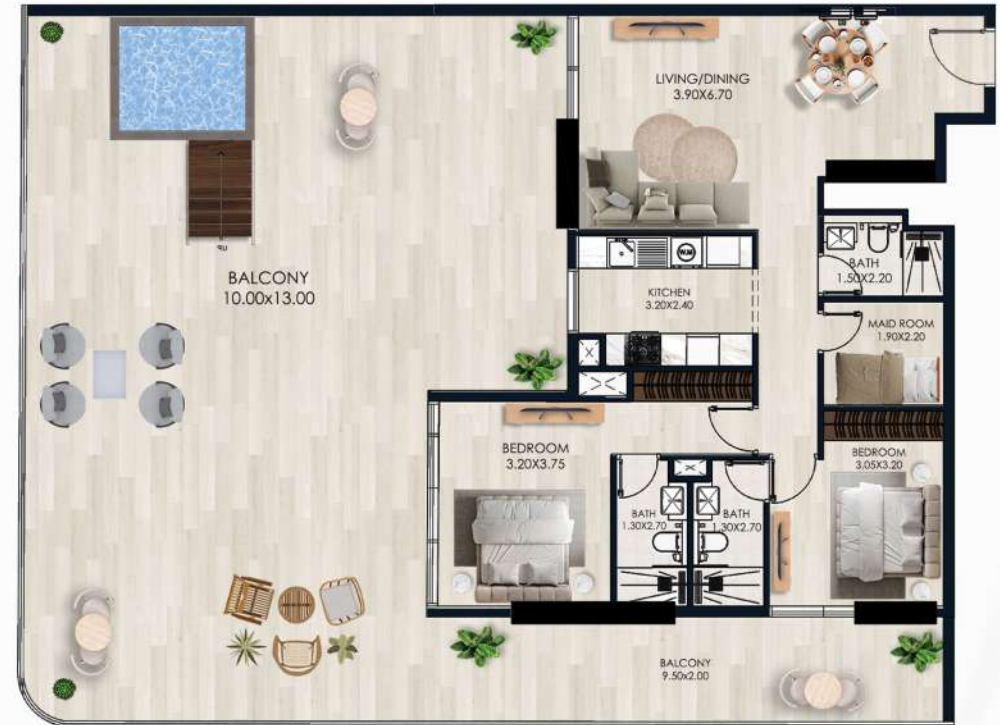 LIVING/DINING
3.90X6.70
BALCONY
10.00x13.00
UP
W.M
KITCHEN
3.20X2.40
BATH
1.50X2.20
MAID ROOM
1.90X2.20
BEDROOM
3.20X3.75
BEDROOM
3.05X3.20
BATH
1.30X2.70
BATH
1.30X2.70
BALCONY
9.50x2.00